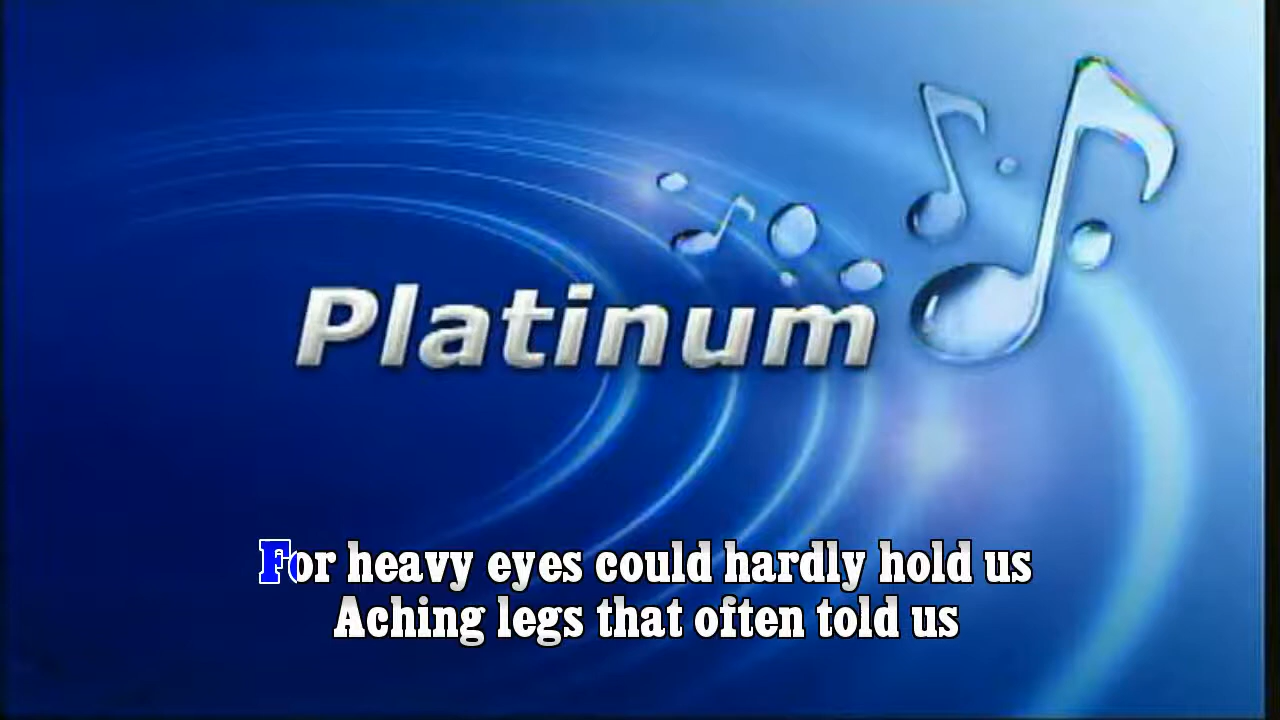 Platinum
For heavy eyes could hardly hold us
Aching legs that often told us